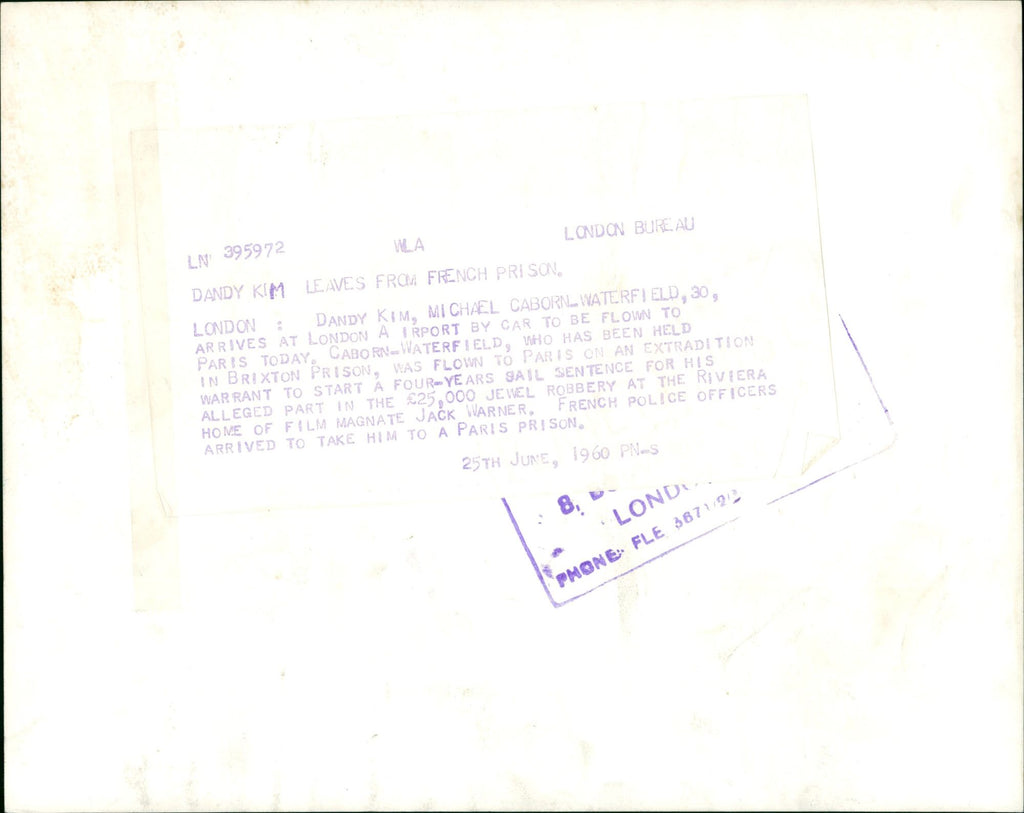 LN 395972 WLA LONDON BUREAU
DANDY KIM LEAVES FROM FRENCH PRISON.
LONDON : DANDY KIM, MICHAEL CABORN-WATERFIELD, 30,
ARRIVES AT LONDON A IRPORT BY CAR TO BE FLOWN TO
PARIS TODAY. CABORN-WATERFIELD, WHO HAS BEEN HELD
IN BRIXTON PRISON, WAS FLOWN TO PARIS ON AN EXTRADITION
WARRANT TO START A FOUR-YEARS GAIL SENTENCE FOR HIS
ALLEGED PART IN THE £25,000 JEWEL ROBBERY AT THE RIVIERA
HOME OF FILM MAGNATE JACK WARNER. FRENCH POLICE OFFICERS
ARRIVED TO TAKE HIM TO A PARIS PRISON.
25TH JUNE, 1960 PN-S
8,
PHONE. FLE